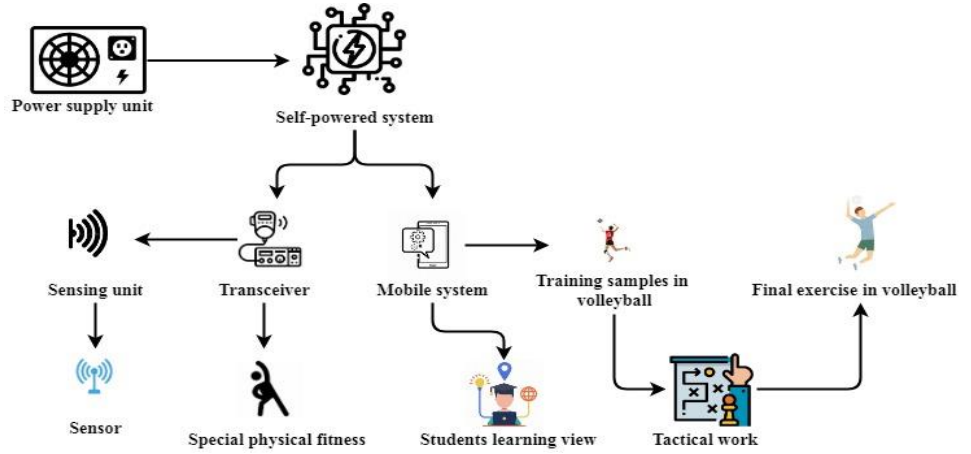 Power supply unit
Self-powered system
Sensing unit
Transceiver
Mobile system
Training samples in
volleyball
Final exercise in volleyball
Sensor
Special physical fitness
Students learning view
Tactical work